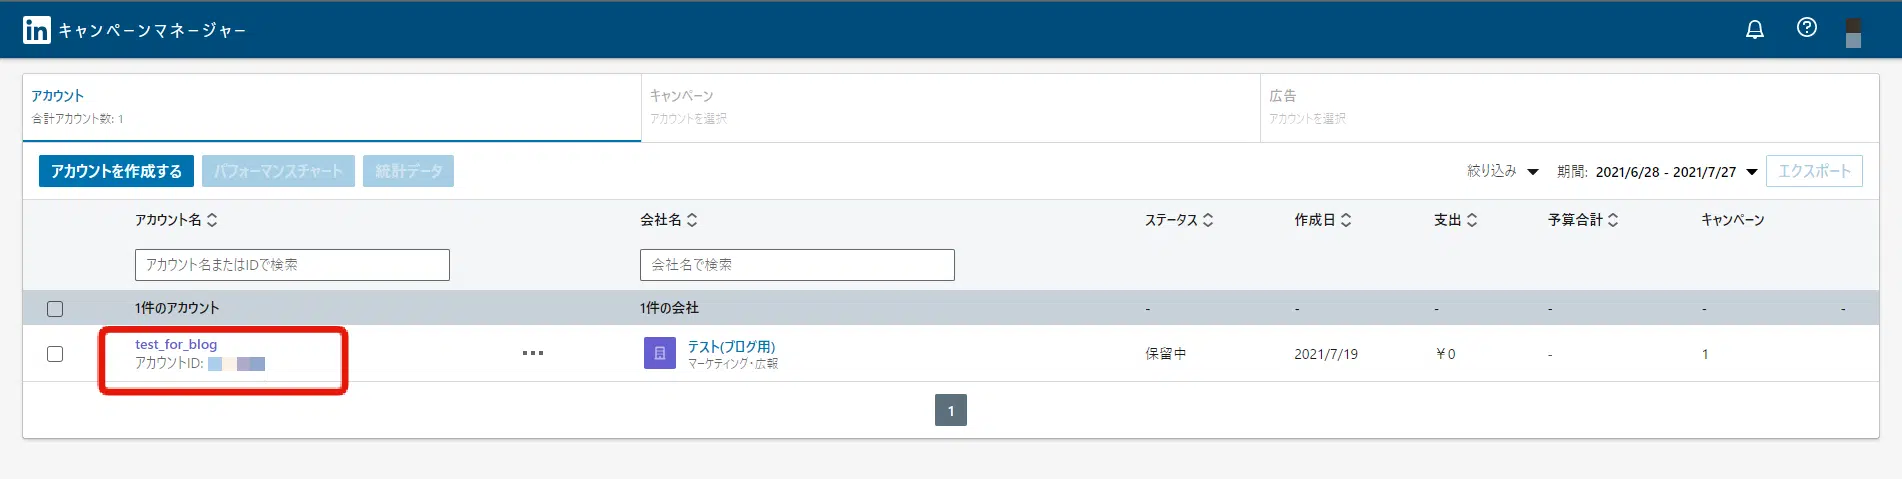 in キャンペーンマネージャー
アカウント
合計アカウント数: 1
キャンペーン
アカウントを選択
広告
アカウントを選択
アカウントを作成する パフォーマンスチャート 統計データ 絞り込み 期間: 2021/6/28 - 2021/7/27 エクスポート
アカウント名 会社名 ステータス 作成日 支出 予算合計 キャンペーン
アカウント名またはIDで検索 会社名で検索
1件のアカウント 1件の会社 - - - - - -
test_for_blog
アカウントID:
テスト(ブログ用)
マーケティング・広報
保留中 2021/7/19 ¥0 - 1
1